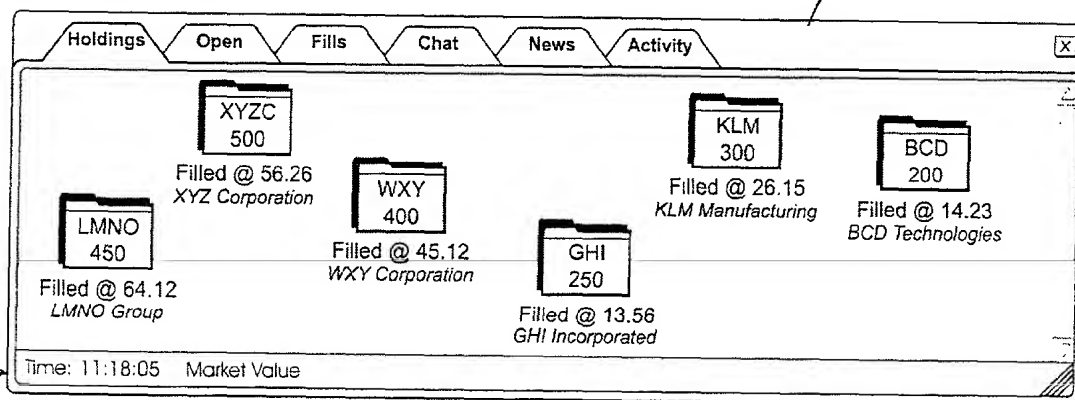 Holdings Open Fills Chat News Activity X
XYZC
500
Filled @ 56.26
XYZ Corporation
KLM
300
Filled @ 26.15
KLM Manufacturing
BCD
200
Filled @ 14.23
BCD Technologies
WXY
400
Filled @ 45.12
WXY Corporation
LMNO
450
Filled @ 64.12
LMNO Group
GHI
250
Filled @ 13.56
GHI Incorporated
Time: 11:18:05 Market Value